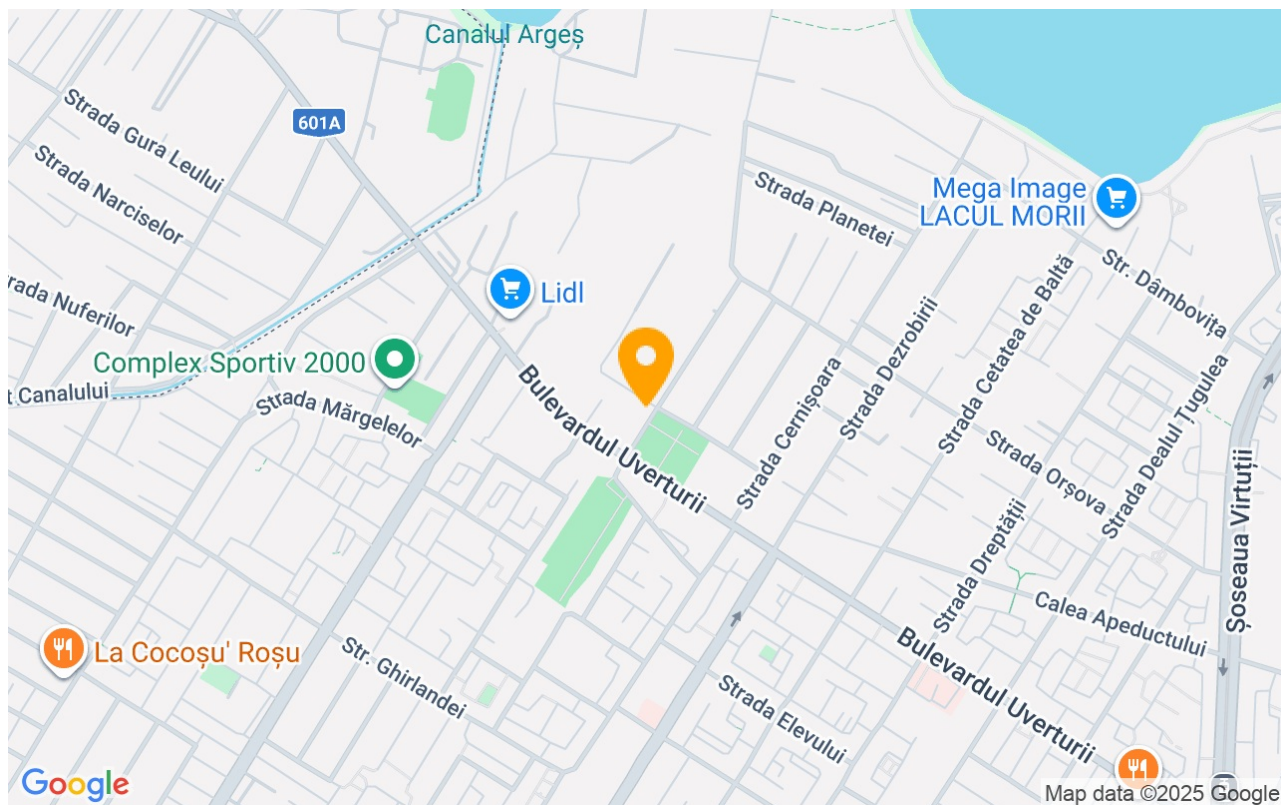 Canalul Argeș
601A
Strada Gura Leului
Strada Narciselor
Strada Planetei
Mega Image
LACUL MORII
Str. Dâmbovița
Strada Nuferilor
Lidl
Strada Cetatea de Baltă
Strada Dezrobirii
Complex Sportiv 2000
t Canalului
Strada Mărgelelor
Bulevardul Uverturii
Strada Cernișoara
Strada Orșova
Strada Dealul Țugulea
Șoseaua Virtuții
Strada Dreptății
Calea Apeductului
La Cocoșu' Roșu
Str. Ghirlandei
Strada Elevului
Bulevardul Uverturii
Google
Map data ©2025 Google